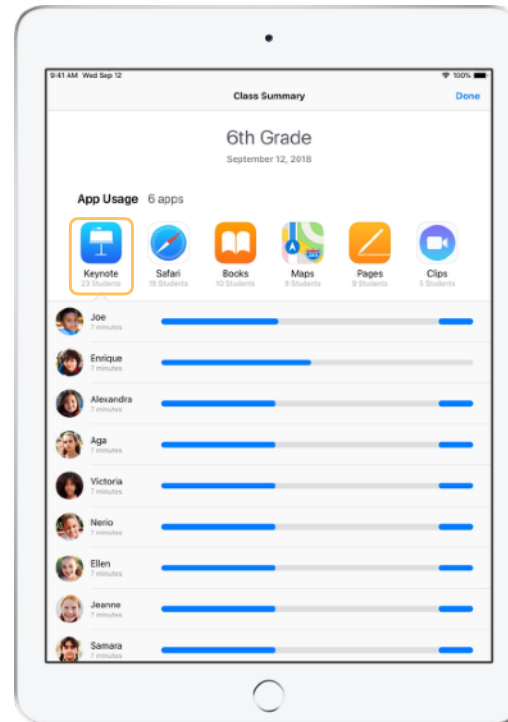 9:41 AM Wed Sep 12
100%
Class Summary
Done
6th Grade
September 12, 2018
App Usage 6 apps
Keynote Safari Books Maps Pages Clips
23 Students 18 Students 10 Students 9 Students 9 Students 5 Students
Joe
7 minutes
Enrique
7 minutes
Alexandra
7 minutes
Aga
7 minutes
Victoria
7 minutes
Nerio
7 minutes
Ellen
7 minutes
Jeanne
7 minutes
Samara
7 minutes